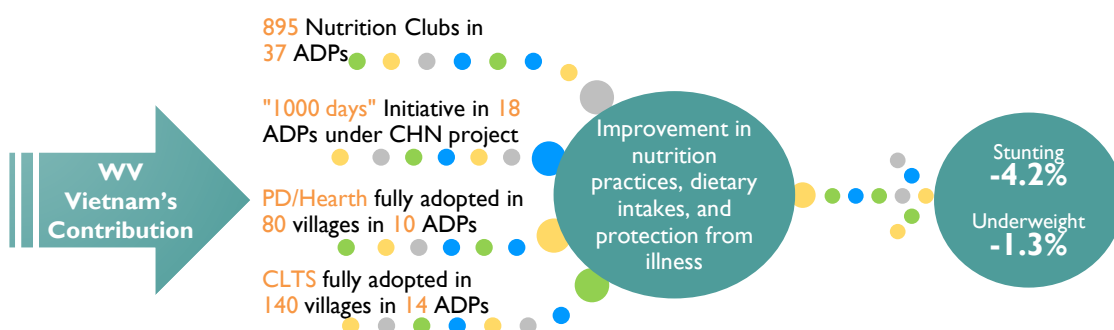 895 Nutrition Clubs in
37 ADPs
"1000 days" Initiative in 18
ADPs under CHN project
PD/Hearth fully adopted in
80 villages in 10 ADPs
CLTS fully adopted in
140 villages in 14 ADPs
WV
Vietnam's
Contribution
Improvement in
nutrition
practices, dietary
intakes, and
protection from
illness
Stunting
-4.2%
Underweight
-1.3%